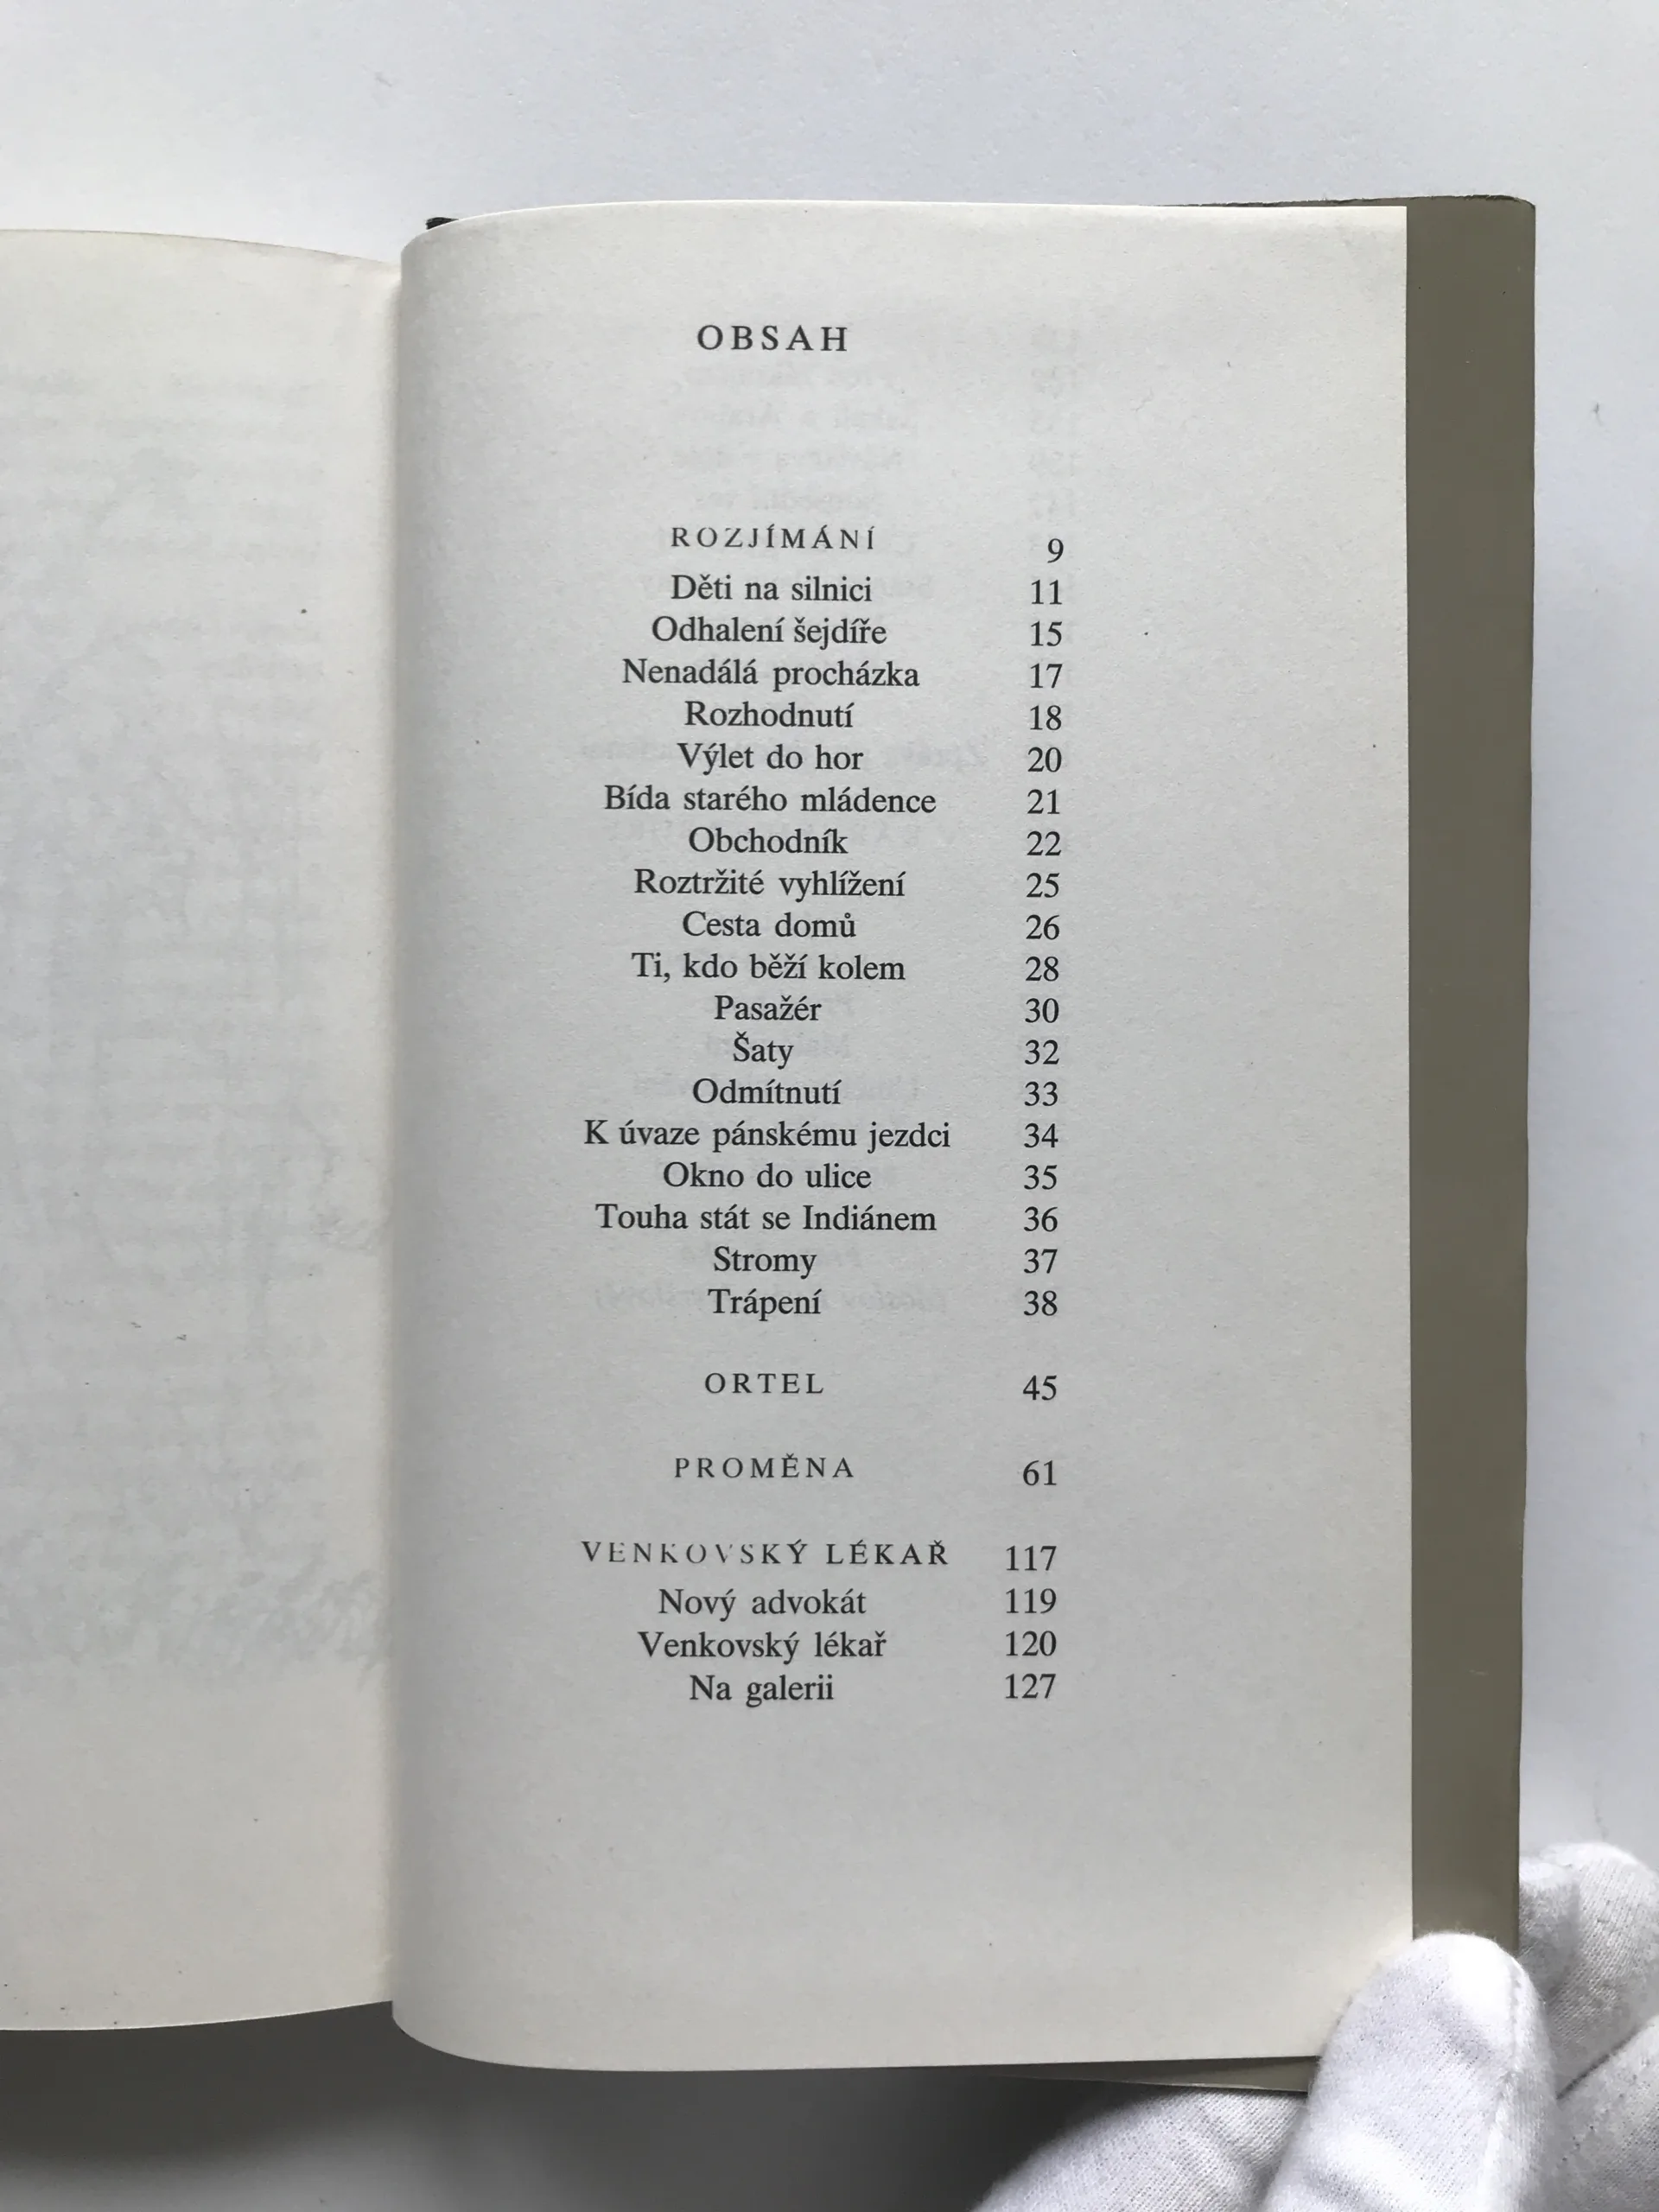 OBSAH
ROZJÍMÁNÍ 9
Děti na silnici 11
Odhalení šejdíře 15
Nenadálá procházka 17
Rozhodnutí 18
Výlet do hor 20
Bída starého mládence 21
Obchodník 22
Roztržité vyhlížení 25
Cesta domů 26
Ti, kdo běží kolem 28
Pasažér 30
Šaty 32
Odmítnutí 33
K úvaze pánskému jezdci 34
Okno do ulice 35
Touha stát se Indiánem 36
Stromy 37
Trápení 38
ORTEL 45
PROMĚNA 61
VENKOVSKÝ LÉKAŘ 117
Nový advokát 119
Venkovský lékař 120
Na galerii 127